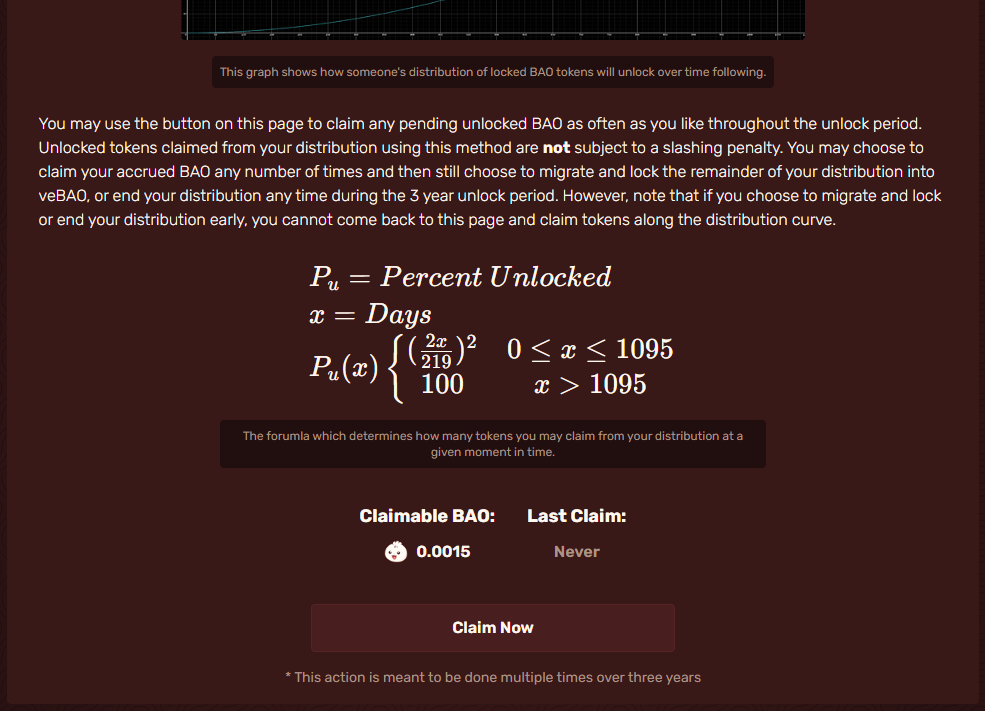 This graph shows how someone's distribution of locked BAO tokens will unlock over time following.
You may use the button on this page to claim any pending unlocked BAO as often as you like throughout the unlock period.
Unlocked tokens claimed from your distribution using this method are not subject to a slashing penalty. You may choose to
claim your accrued BAO any number of times and then still choose to migrate and lock the remainder of your distribution into
veBAO, or end your distribution any time during the 3 year unlock period. However, note that if you choose to migrate and lock
or end your distribution early, you cannot come back to this page and claim tokens along the distribution curve.
P_u = Percent Unlocked
x = Days
P_u(x) { (2x/219)^2 0 ≤ x ≤ 1095
100 x > 1095
The forumla which determines how many tokens you may claim from your distribution at a
given moment in time.
Claimable BAO: Last Claim:
0.0015 Never
Claim Now
* This action is meant to be done multiple times over three years